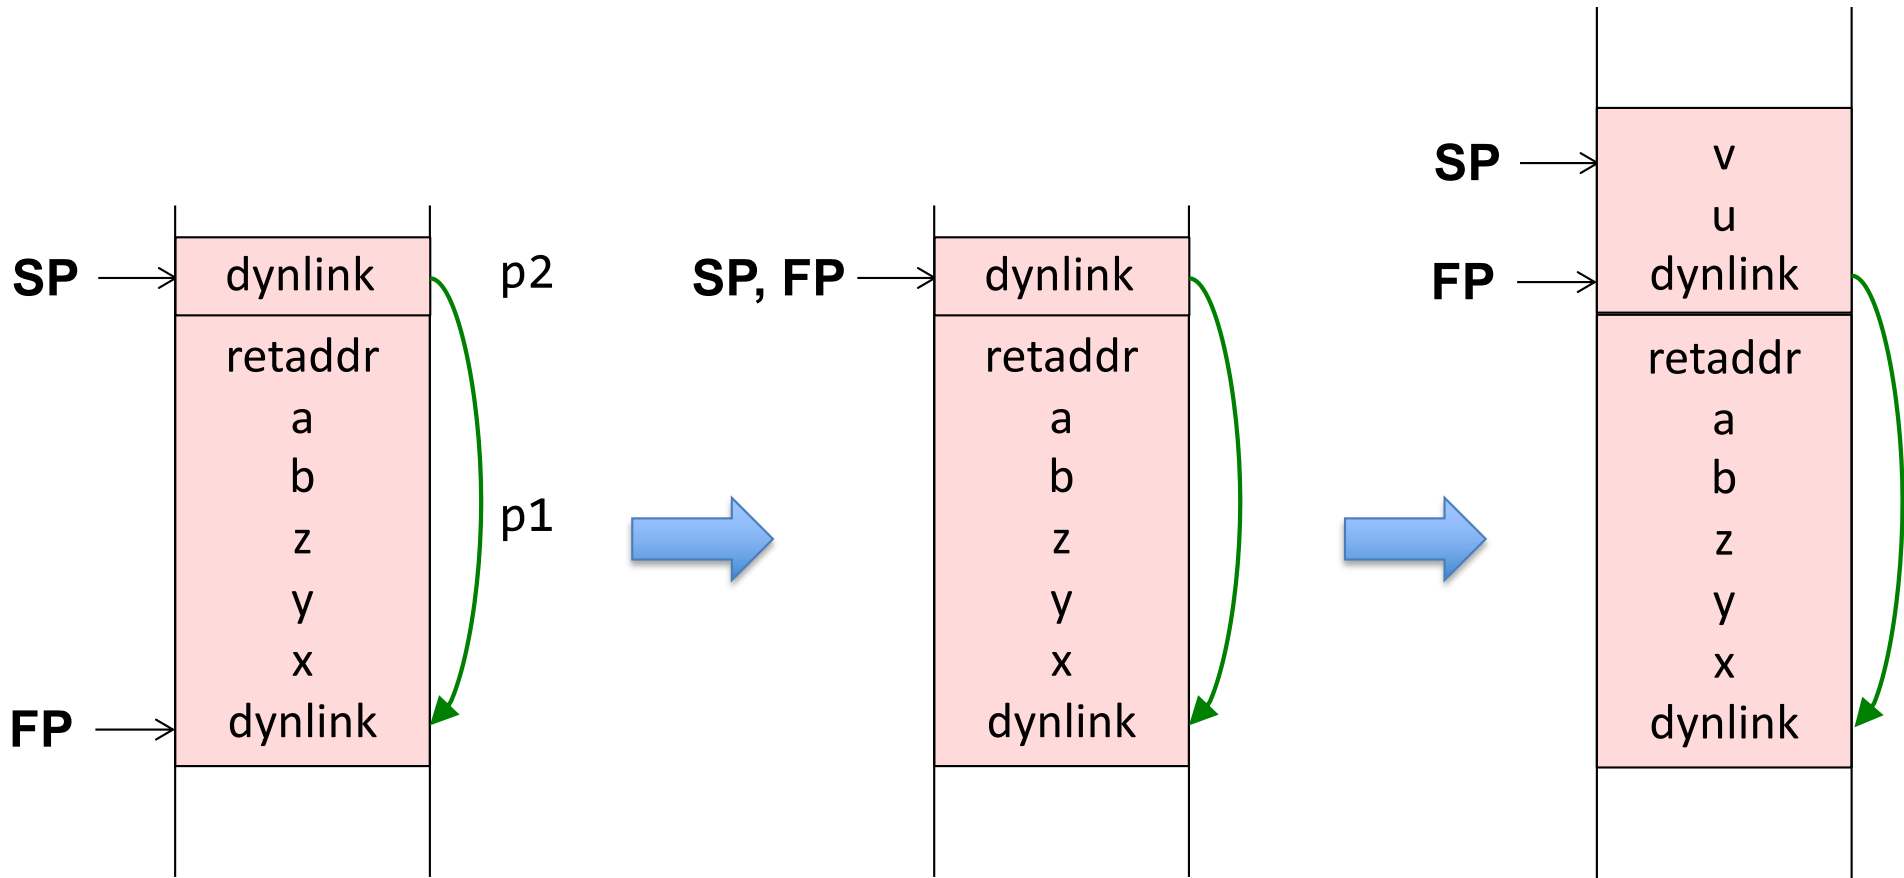 SP
dynlink
p2
retaddr
a
b
z
p1
y
x
FP
dynlink
SP, FP
dynlink
retaddr
a
b
z
y
x
dynlink
SP
v
u
FP
dynlink
retaddr
a
b
z
y
x
dynlink